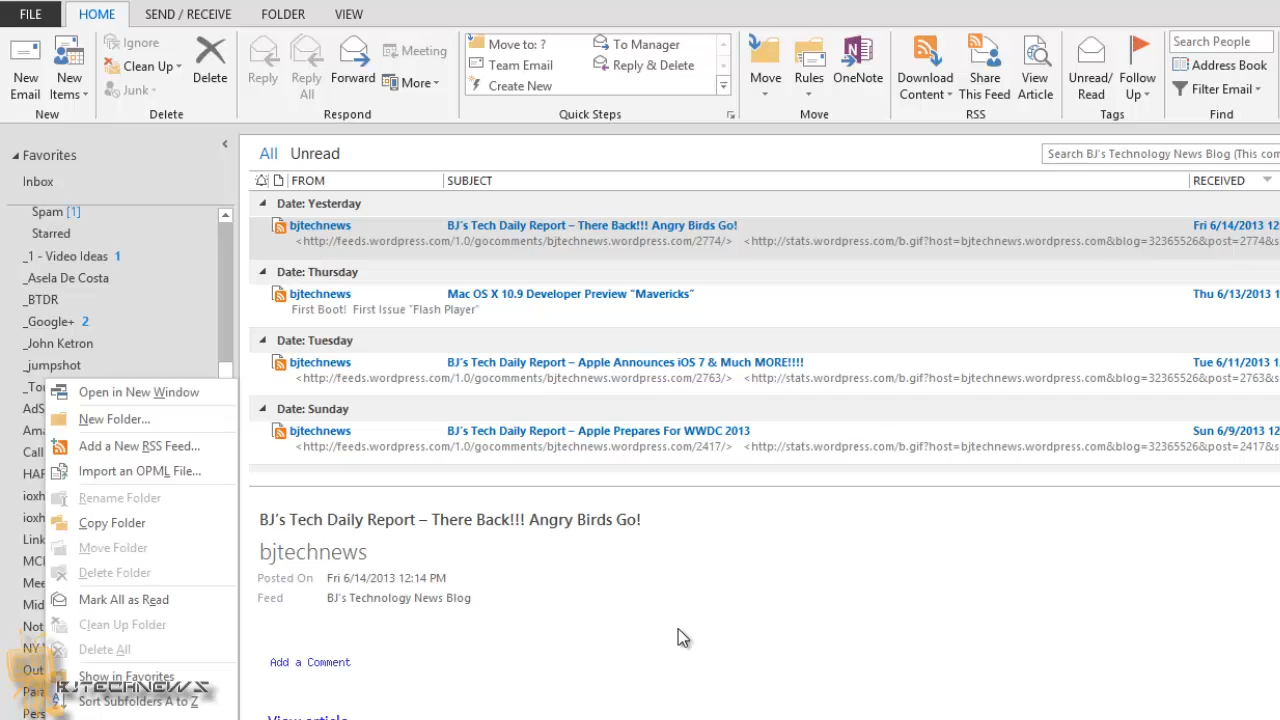 FILE HOME SEND / RECEIVE FOLDER VIEW
Ignore
Clean Up
Junk
Delete
New Email
New Items
Reply
Reply All
Forward
Meeting
More
Move to: ?
To Manager
Team Email
Reply & Delete
Create New
Move
Rules
OneNote
Download Content
Share This Feed
View Article
Unread/ Read
Follow Up
Search People
Address Book
Filter Email
New Delete Respond Quick Steps Move RSS Tags Find
Favorites
Inbox
Spam [1]
Starred
_1 - Video Ideas 1
_Asela De Costa
_BTDR
_Google+ 2
_John Ketron
_jumpshot
Open in New Window
New Folder...
Add a New RSS Feed...
Import an OPML File...
Rename Folder
Copy Folder
Move Folder
Delete Folder
Mark All as Read
Clean Up Folder
Delete All
Show in Favorites
Sort Subfolders A to Z
BJTECHNEWS
All Unread
Search BJ's Technology News Blog (This com
FROM SUBJECT RECEIVED
Date: Yesterday
bjtechnews BJ's Tech Daily Report – There Back!!! Angry Birds Go! Fri 6/14/2013 12
<http://feeds.wordpress.com/1.0/gocomments/bjtechnews.wordpress.com/2774/> <http://stats.wordpress.com/b.gif?host=bjtechnews.wordpress.com&blog=32365526&post=2774&s
Date: Thursday
bjtechnews Mac OS X 10.9 Developer Preview "Mavericks" Thu 6/13/2013 1
First Boot! First Issue "Flash Player"
Date: Tuesday
bjtechnews BJ's Tech Daily Report – Apple Announces iOS 7 & Much MORE!!!! Tue 6/11/2013 1
<http://feeds.wordpress.com/1.0/gocomments/bjtechnews.wordpress.com/2763/> <http://stats.wordpress.com/b.gif?host=bjtechnews.wordpress.com&blog=32365526&post=2763&s
Date: Sunday
bjtechnews BJ's Tech Daily Report – Apple Prepares For WWDC 2013 Sun 6/9/2013 12
<http://feeds.wordpress.com/1.0/gocomments/bjtechnews.wordpress.com/2417/> <http://stats.wordpress.com/b.gif?host=bjtechnews.wordpress.com&blog=32365526&post=2417&s
BJ's Tech Daily Report – There Back!!! Angry Birds Go!
bjtechnews
Posted On Fri 6/14/2013 12:14 PM
Feed BJ's Technology News Blog
Add a Comment
View article